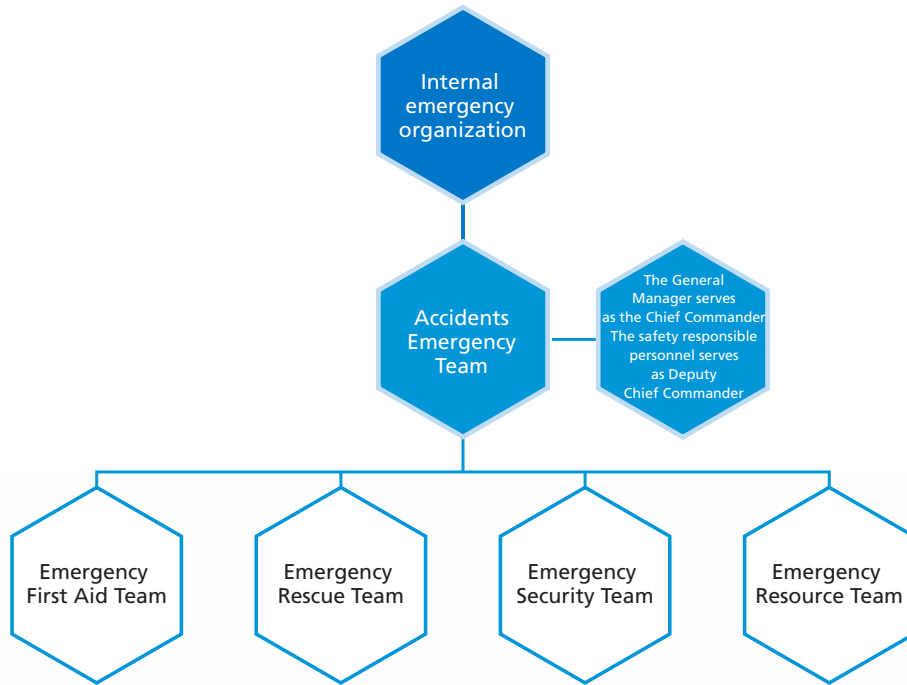 Internal
emergency
organization
Accidents
Emergency
Team
The General
Manager serves
as the Chief Commander
The safety responsible
personnel serves
as Deputy
Chief Commander
Emergency
First Aid Team
Emergency
Rescue Team
Emergency
Security Team
Emergency
Resource Team